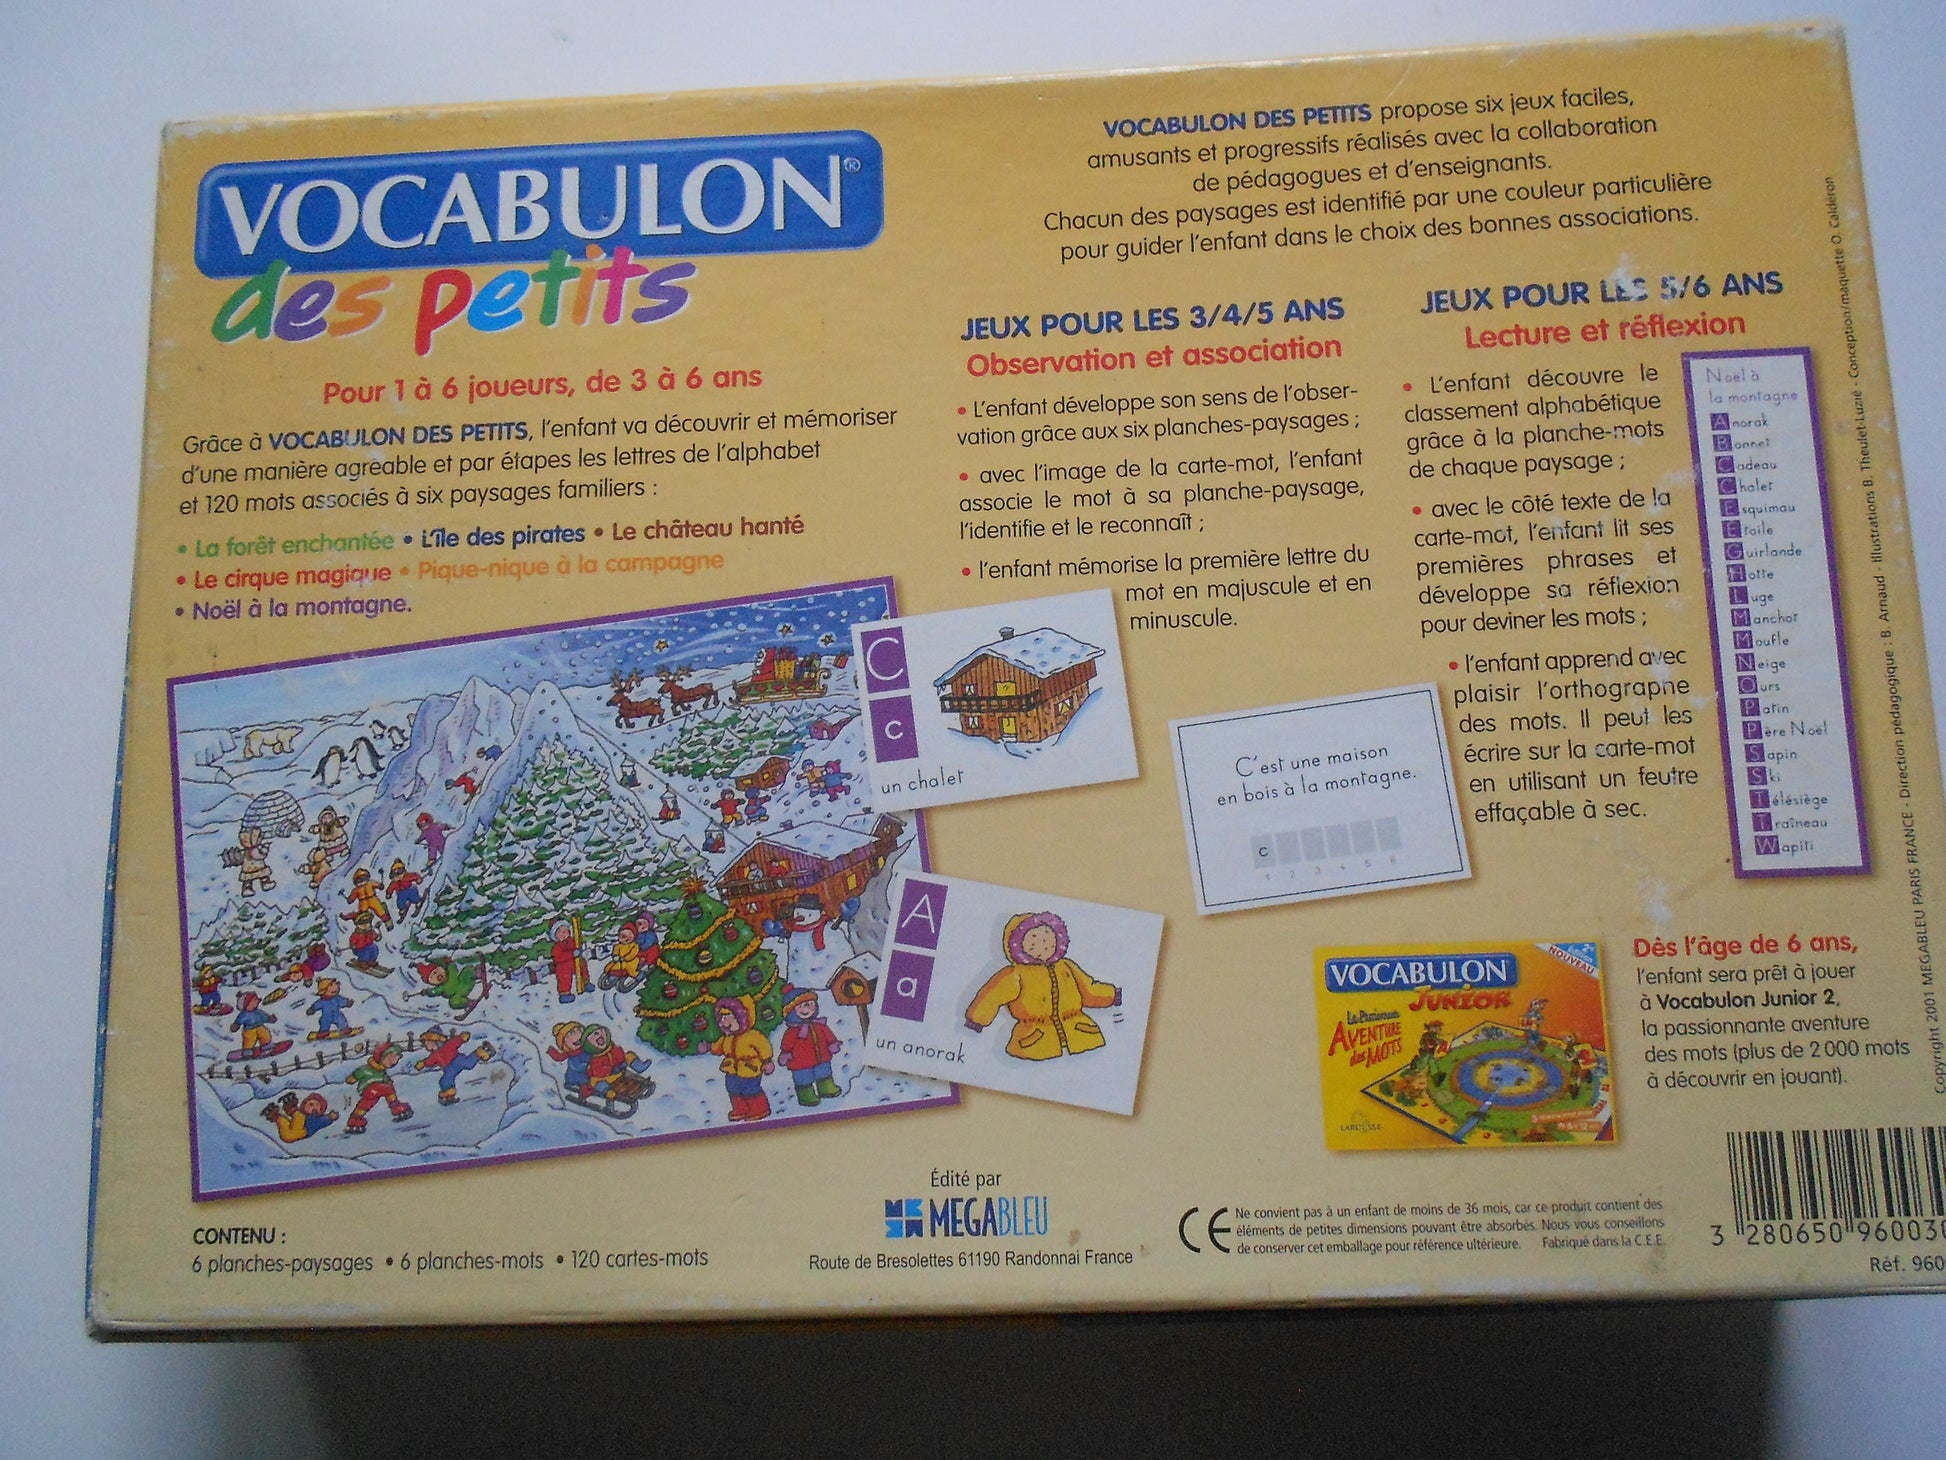 VOCABULON®
des petits
Pour 1 à 6 joueurs, de 3 à 6 ans
Grâce à VOCABULON DES PETITS, l'enfant va découvrir et mémoriser
d'une manière agréable et par étapes les lettres de l'alphabet
et 120 mots associés à six paysages familiers :
• La forêt enchantée • L'île des pirates • Le château hanté
• Le cirque magique • Pique-nique à la campagne
• Noël à la montagne.
VOCABULON DES PETITS propose six jeux faciles,
amusants et progressifs réalisés avec la collaboration
de pédagogues et d'enseignants.
Chacun des paysages est identifié par une couleur particulière
pour guider l'enfant dans le choix des bonnes associations.
JEUX POUR LES 3/4/5 ANS
Observation et association
• L'enfant développe son sens de l'obser-
vation grâce aux six planches-paysages ;
• avec l'image de la carte-mot, l'enfant
associe le mot à sa planche-paysage,
l'identifie et le reconnaît ;
• l'enfant mémorise la première lettre du
mot en majuscule et en
minuscule.
JEUX POUR LES 5/6 ANS
Lecture et réflexion
• L'enfant découvre le
classement alphabétique
grâce à la planche-mots
de chaque paysage ;
• avec le côté texte de la
carte-mot, l'enfant lit ses
premières phrases et
développe sa réflexion
pour deviner les mots ;
• l'enfant apprend avec
plaisir l'orthographe
des mots. Il peut les
écrire sur la carte-mot
en utilisant un feutre
effaçable à sec.
Noël à
la montagne
Anorak
Bonnet
Cadeau
Chalet
Esquimau
Etoile
Guirlande
Hotte
Luge
Manchot
Moufle
Neige
Ours
Patin
Père Noël
Sapin
Ski
Télésiège
Traîneau
Wapiti
C
c
un chalet
A
a
un anorak
C'est une maison
en bois à la montagne.
c
1 2 3 4 5 6
VOCABULON®
JUNIOR
NOUVEAU
La Passionnante
AVENTURE
des MOTS
LAROUSSE
Dès l'âge de 6 ans,
l'enfant sera prêt à jouer
à Vocabulon Junior 2,
la passionnante aventure
des mots (plus de 2 000 mots
à découvrir en jouant).
CONTENU :
6 planches-paysages • 6 planches-mots • 120 cartes-mots
Édité par
MEGABLEU
Route de Bresolettes 61190 Randonnai France
CE
Ne convient pas à un enfant de moins de 36 mois, car ce produit contient des
éléments de petites dimensions pouvant être absorbés. Nous vous conseillons
de conserver cet emballage pour référence ultérieure. Fabriqué dans la C.E.E.
3 280650 960030
Réf. 960
Copyright 2001 MEGABLEU PARIS FRANCE - Direction pédagogique : B. Arnaud - Illustrations B. Theulet-Luzié - Conception/maquette O. Calderon